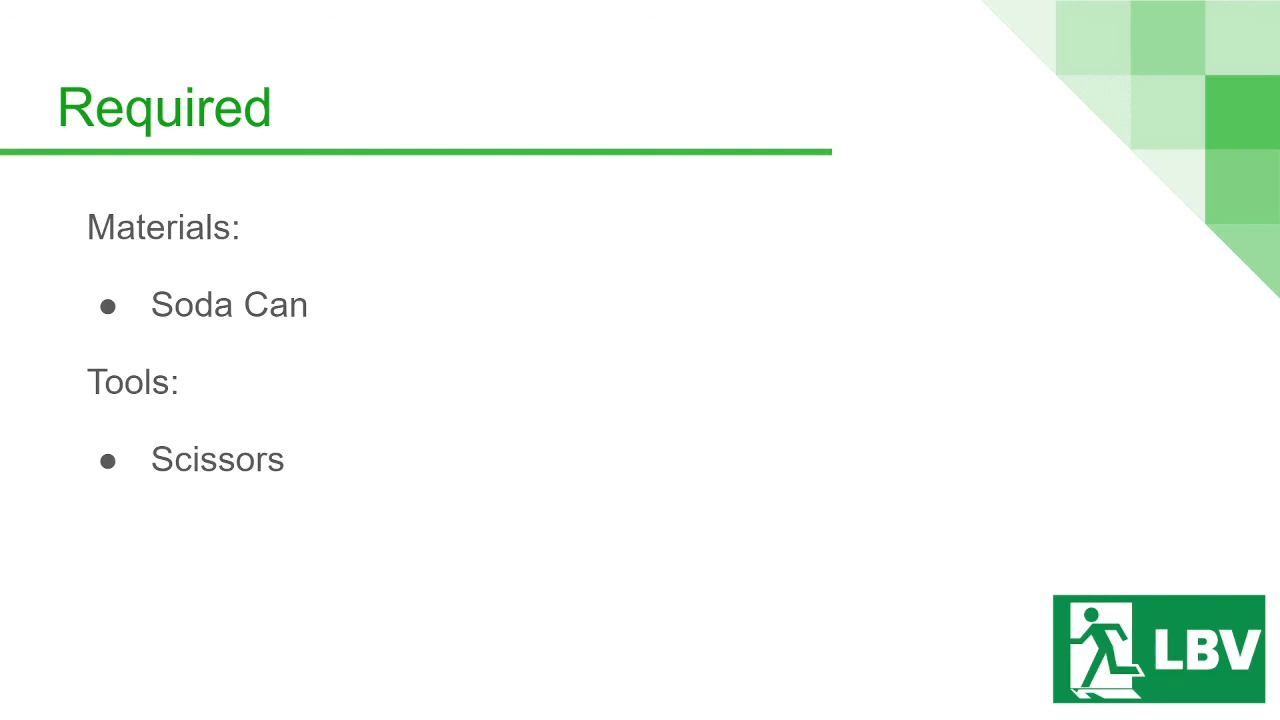 Required
Materials:
● Soda Can
Tools:
● Scissors
LBV